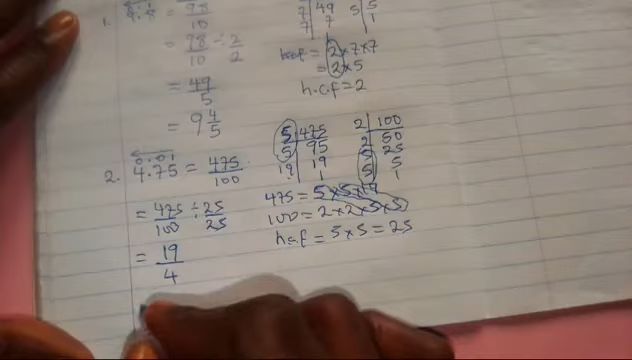 1. 9.8 = 98/10
= 98/10 ÷ 2/2
= 49/5
= 9 4/5
7 | 49
7 | 7
5 | 5
1
h.c.f = 2×7×7
= 2×5
h.c.f = 2
2. 4.75 = 475/100
= 475/100 ÷ 25/25
= 19/4
5 | 475
5 | 95
19 | 19
1
2 | 100
2 | 50
5 | 25
5 | 5
1
475 = 5×5×19
100 = 2×2×5×5
h.c.f = 5×5 = 25